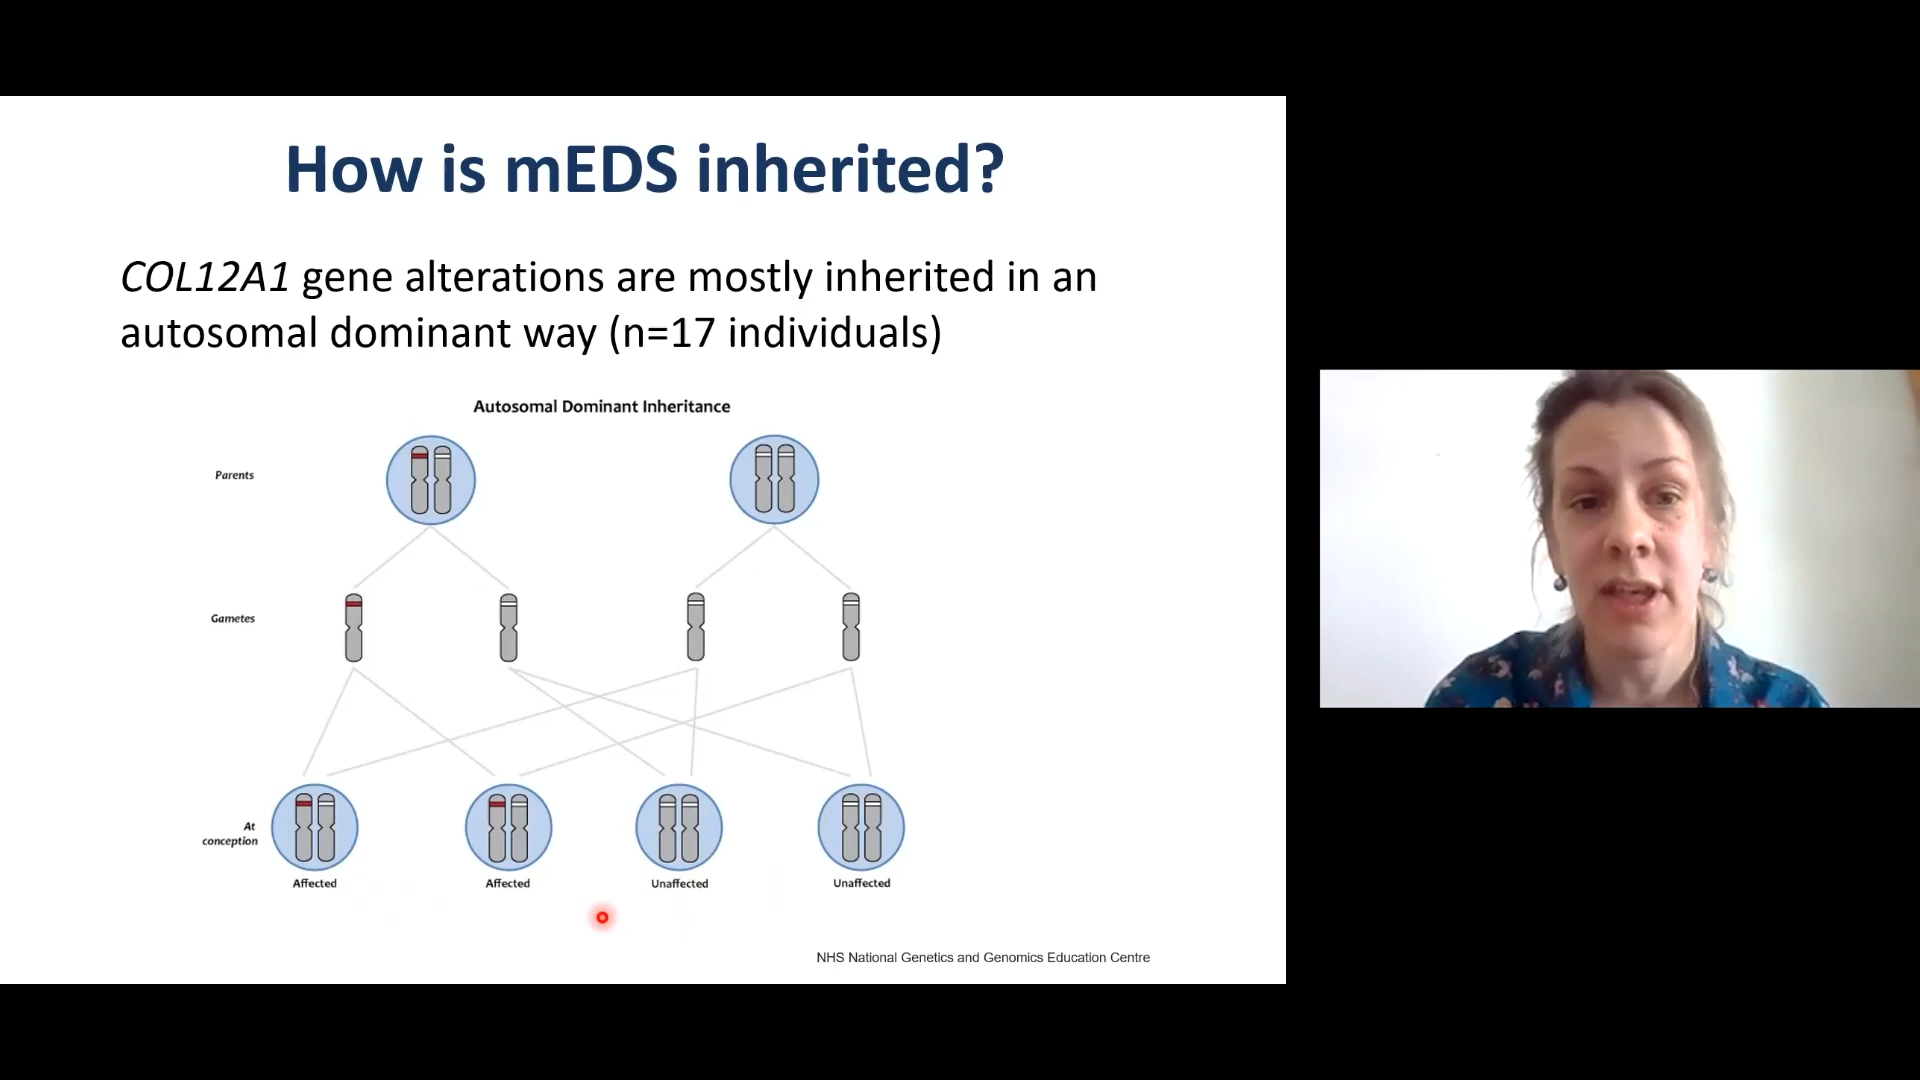 How is mEDS inherited?
COL12A1 gene alterations are mostly inherited in an
autosomal dominant way (n=17 individuals)
Autosomal Dominant Inheritance
Parents
Gametes
At
conception
Affected
Affected
Unaffected
Unaffected
NHS National Genetics and Genomics Education Centre